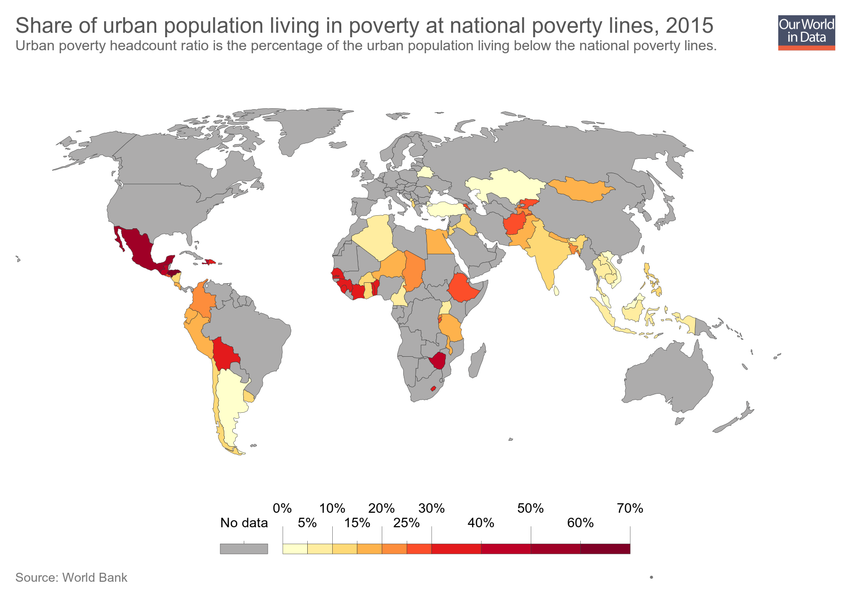 Share of urban population living in poverty at national poverty lines, 2015
Urban poverty headcount ratio is the percentage of the urban population living below the national poverty lines.
Our World
in Data
0% 10% 20% 30% 50% 70%
No data 5% 15% 25% 40% 60%
Source: World Bank